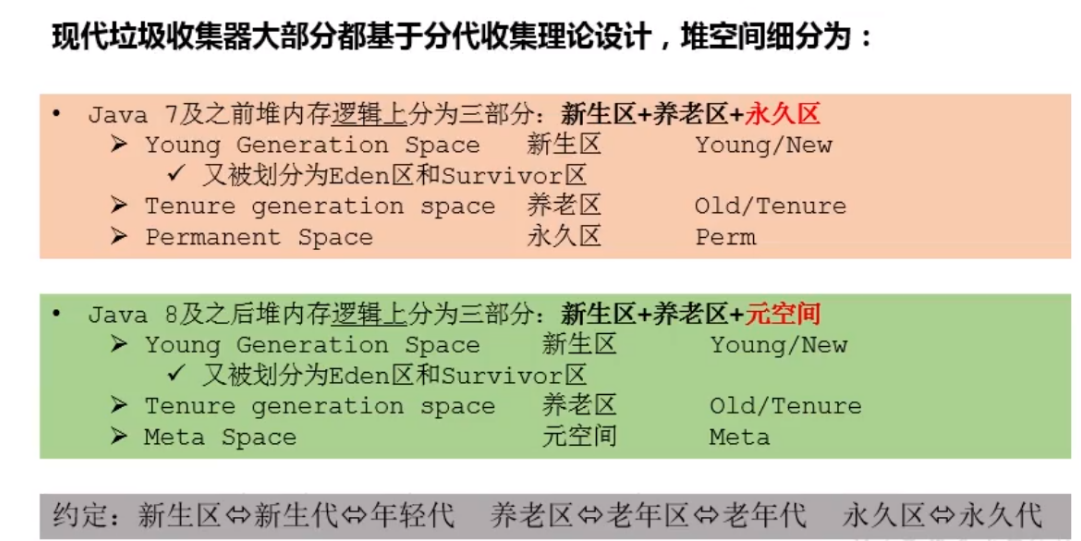 现代垃圾收集器大部分都基于分代收集理论设计，堆空间细分为：
• Java 7及之前堆内存逻辑上分为三部分：新生区+养老区+永久区
➢ Young Generation Space 新生区 Young/New
✓ 又被划分为Eden区和Survivor区
➢ Tenure generation space 养老区 Old/Tenure
➢ Permanent Space 永久区 Perm
• Java 8及之后堆内存逻辑上分为三部分：新生区+养老区+元空间
➢ Young Generation Space 新生区 Young/New
✓ 又被划分为Eden区和Survivor区
➢ Tenure generation space 养老区 Old/Tenure
➢ Meta Space 元空间 Meta
约定：新生区⇔新生代⇔年轻代 养老区⇔老年区⇔老年代 永久区⇔永久代